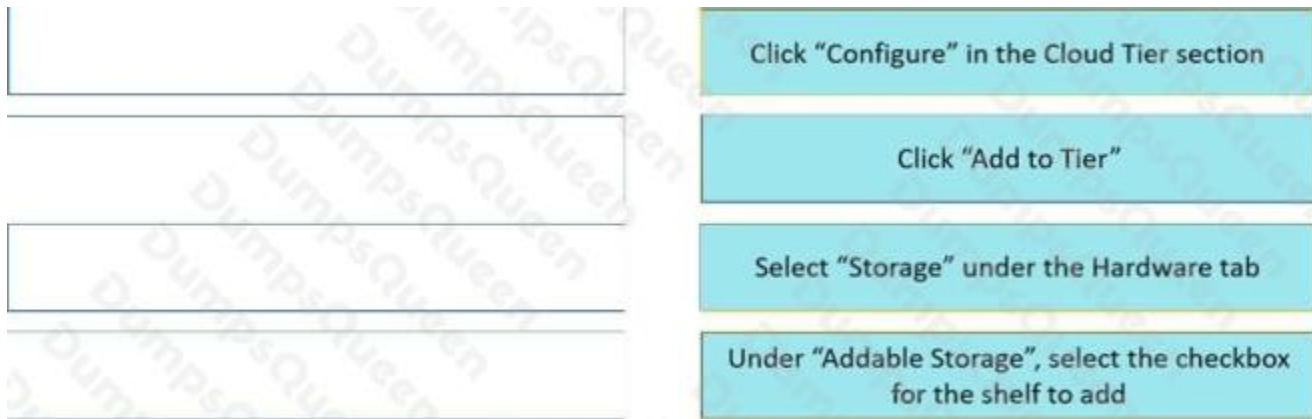 Click “Configure” in the Cloud Tier section
Click “Add to Tier”
Select “Storage” under the Hardware tab
Under “Addable Storage”, select the checkbox
for the shelf to add
DumpsQueen